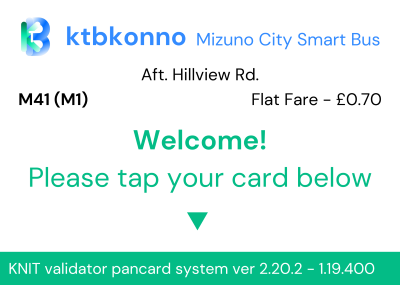 ktbkonno Mizuno City Smart Bus
Aft. Hillview Rd.
M41 (M1) Flat Fare - £0.70
Welcome!
Please tap your card below
KNIT validator pancard system ver 2.20.2 - 1.19.400